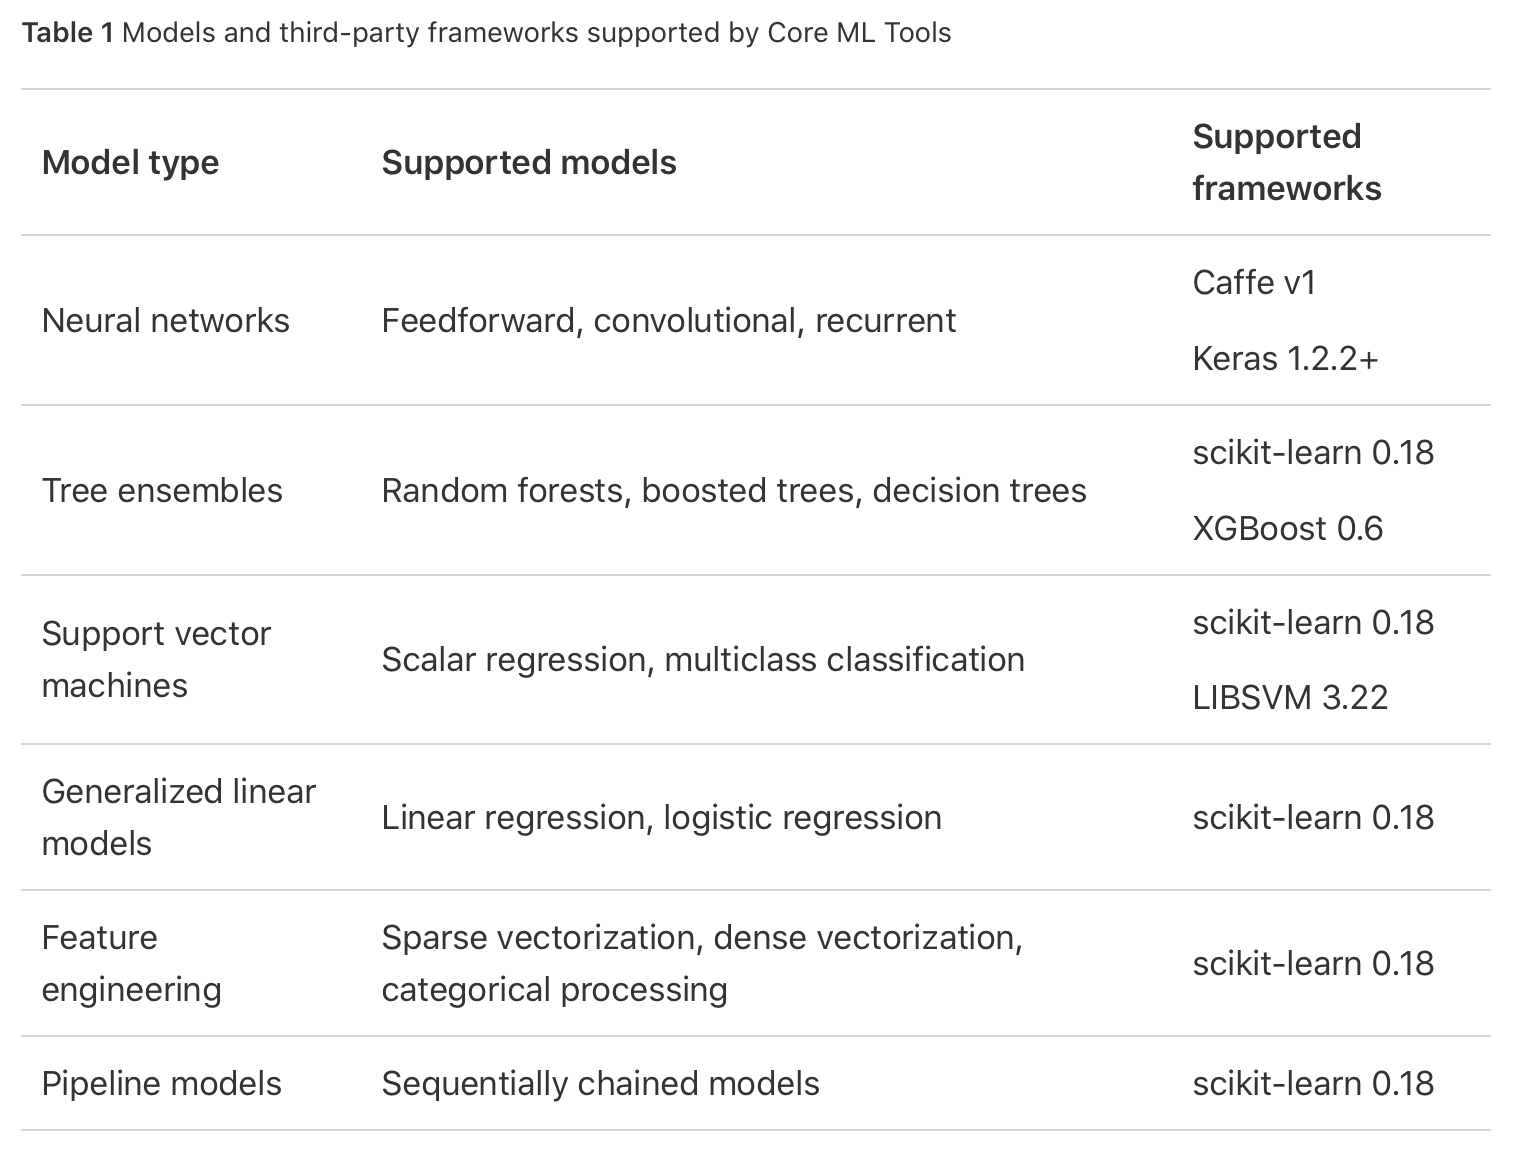 Table 1 Models and third-party frameworks supported by Core ML Tools
Model type
Supported models
Supported
frameworks
Neural networks
Feedforward, convolutional, recurrent
Caffe v1
Keras 1.2.2+
Tree ensembles
Random forests, boosted trees, decision trees
scikit-learn 0.18
XGBoost 0.6
Support vector
machines
Scalar regression, multiclass classification
scikit-learn 0.18
LIBSVM 3.22
Generalized linear
models
Linear regression, logistic regression
scikit-learn 0.18
Feature
engineering
Sparse vectorization, dense vectorization,
categorical processing
scikit-learn 0.18
Pipeline models
Sequentially chained models
scikit-learn 0.18